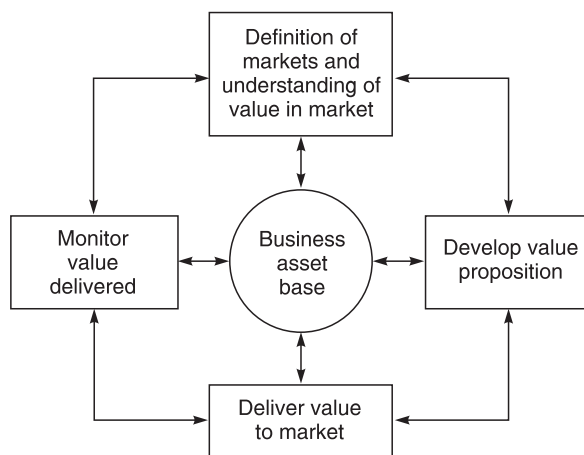 Definition of
markets and
understanding of
value in market
Monitor
value
delivered
Business
asset
base
Develop value
proposition
Deliver value
to market